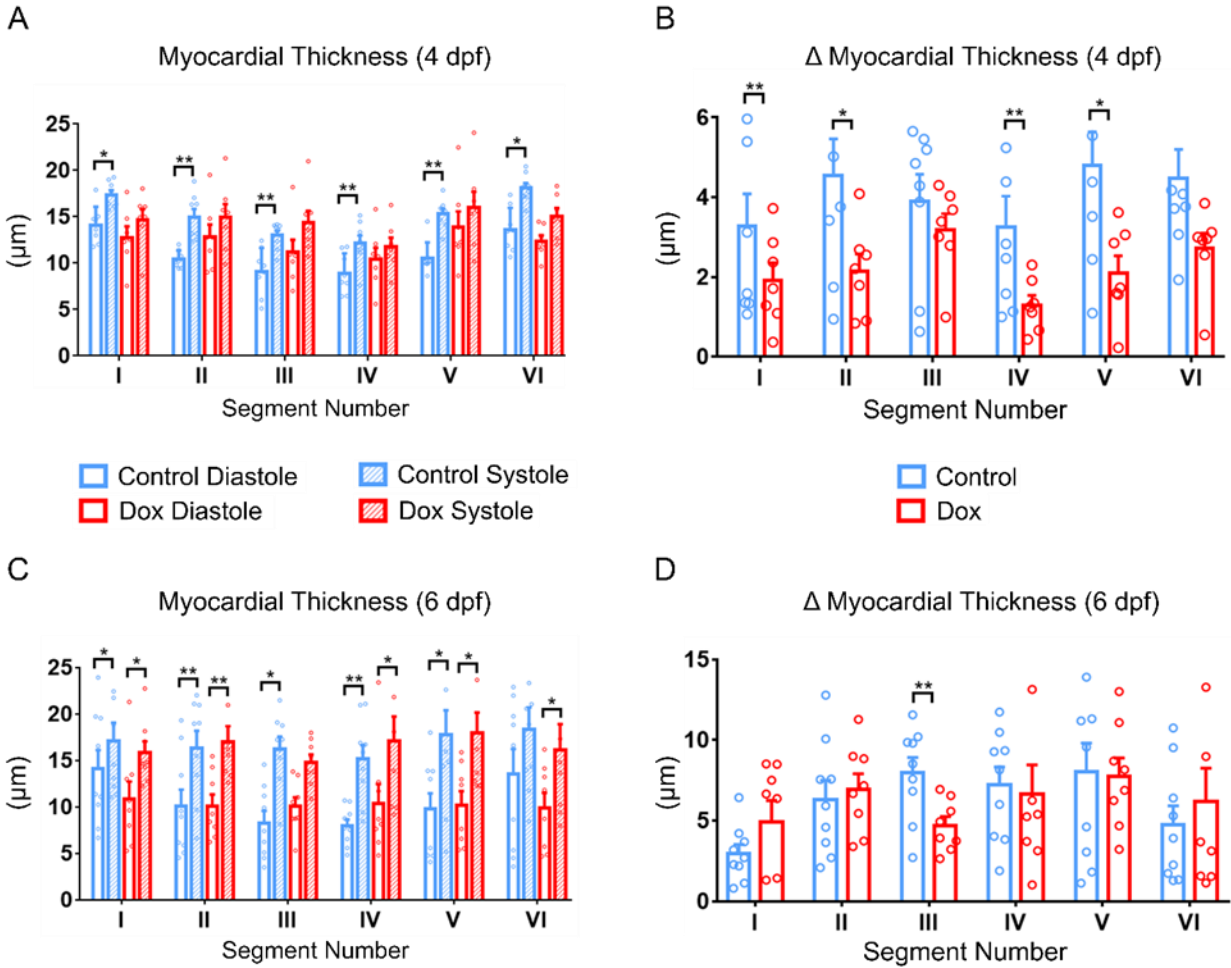 A
Myocardial Thickness (4 dpf)
* ** ** ** ** *
25
20
15
10
5
0
(μm)
I II III IV V VI
Segment Number
Control Diastole Control Systole
Dox Diastole Dox Systole
B
Δ Myocardial Thickness (4 dpf)
** * ** *
6
4
2
0
(μm)
I II III IV V VI
Segment Number
Control
Dox
C
Myocardial Thickness (6 dpf)
* * ** ** * ** * * * *
25
20
15
10
5
0
(μm)
I II III IV V VI
Segment Number
D
Δ Myocardial Thickness (6 dpf)
**
15
10
5
0
(μm)
I II III IV V VI
Segment Number